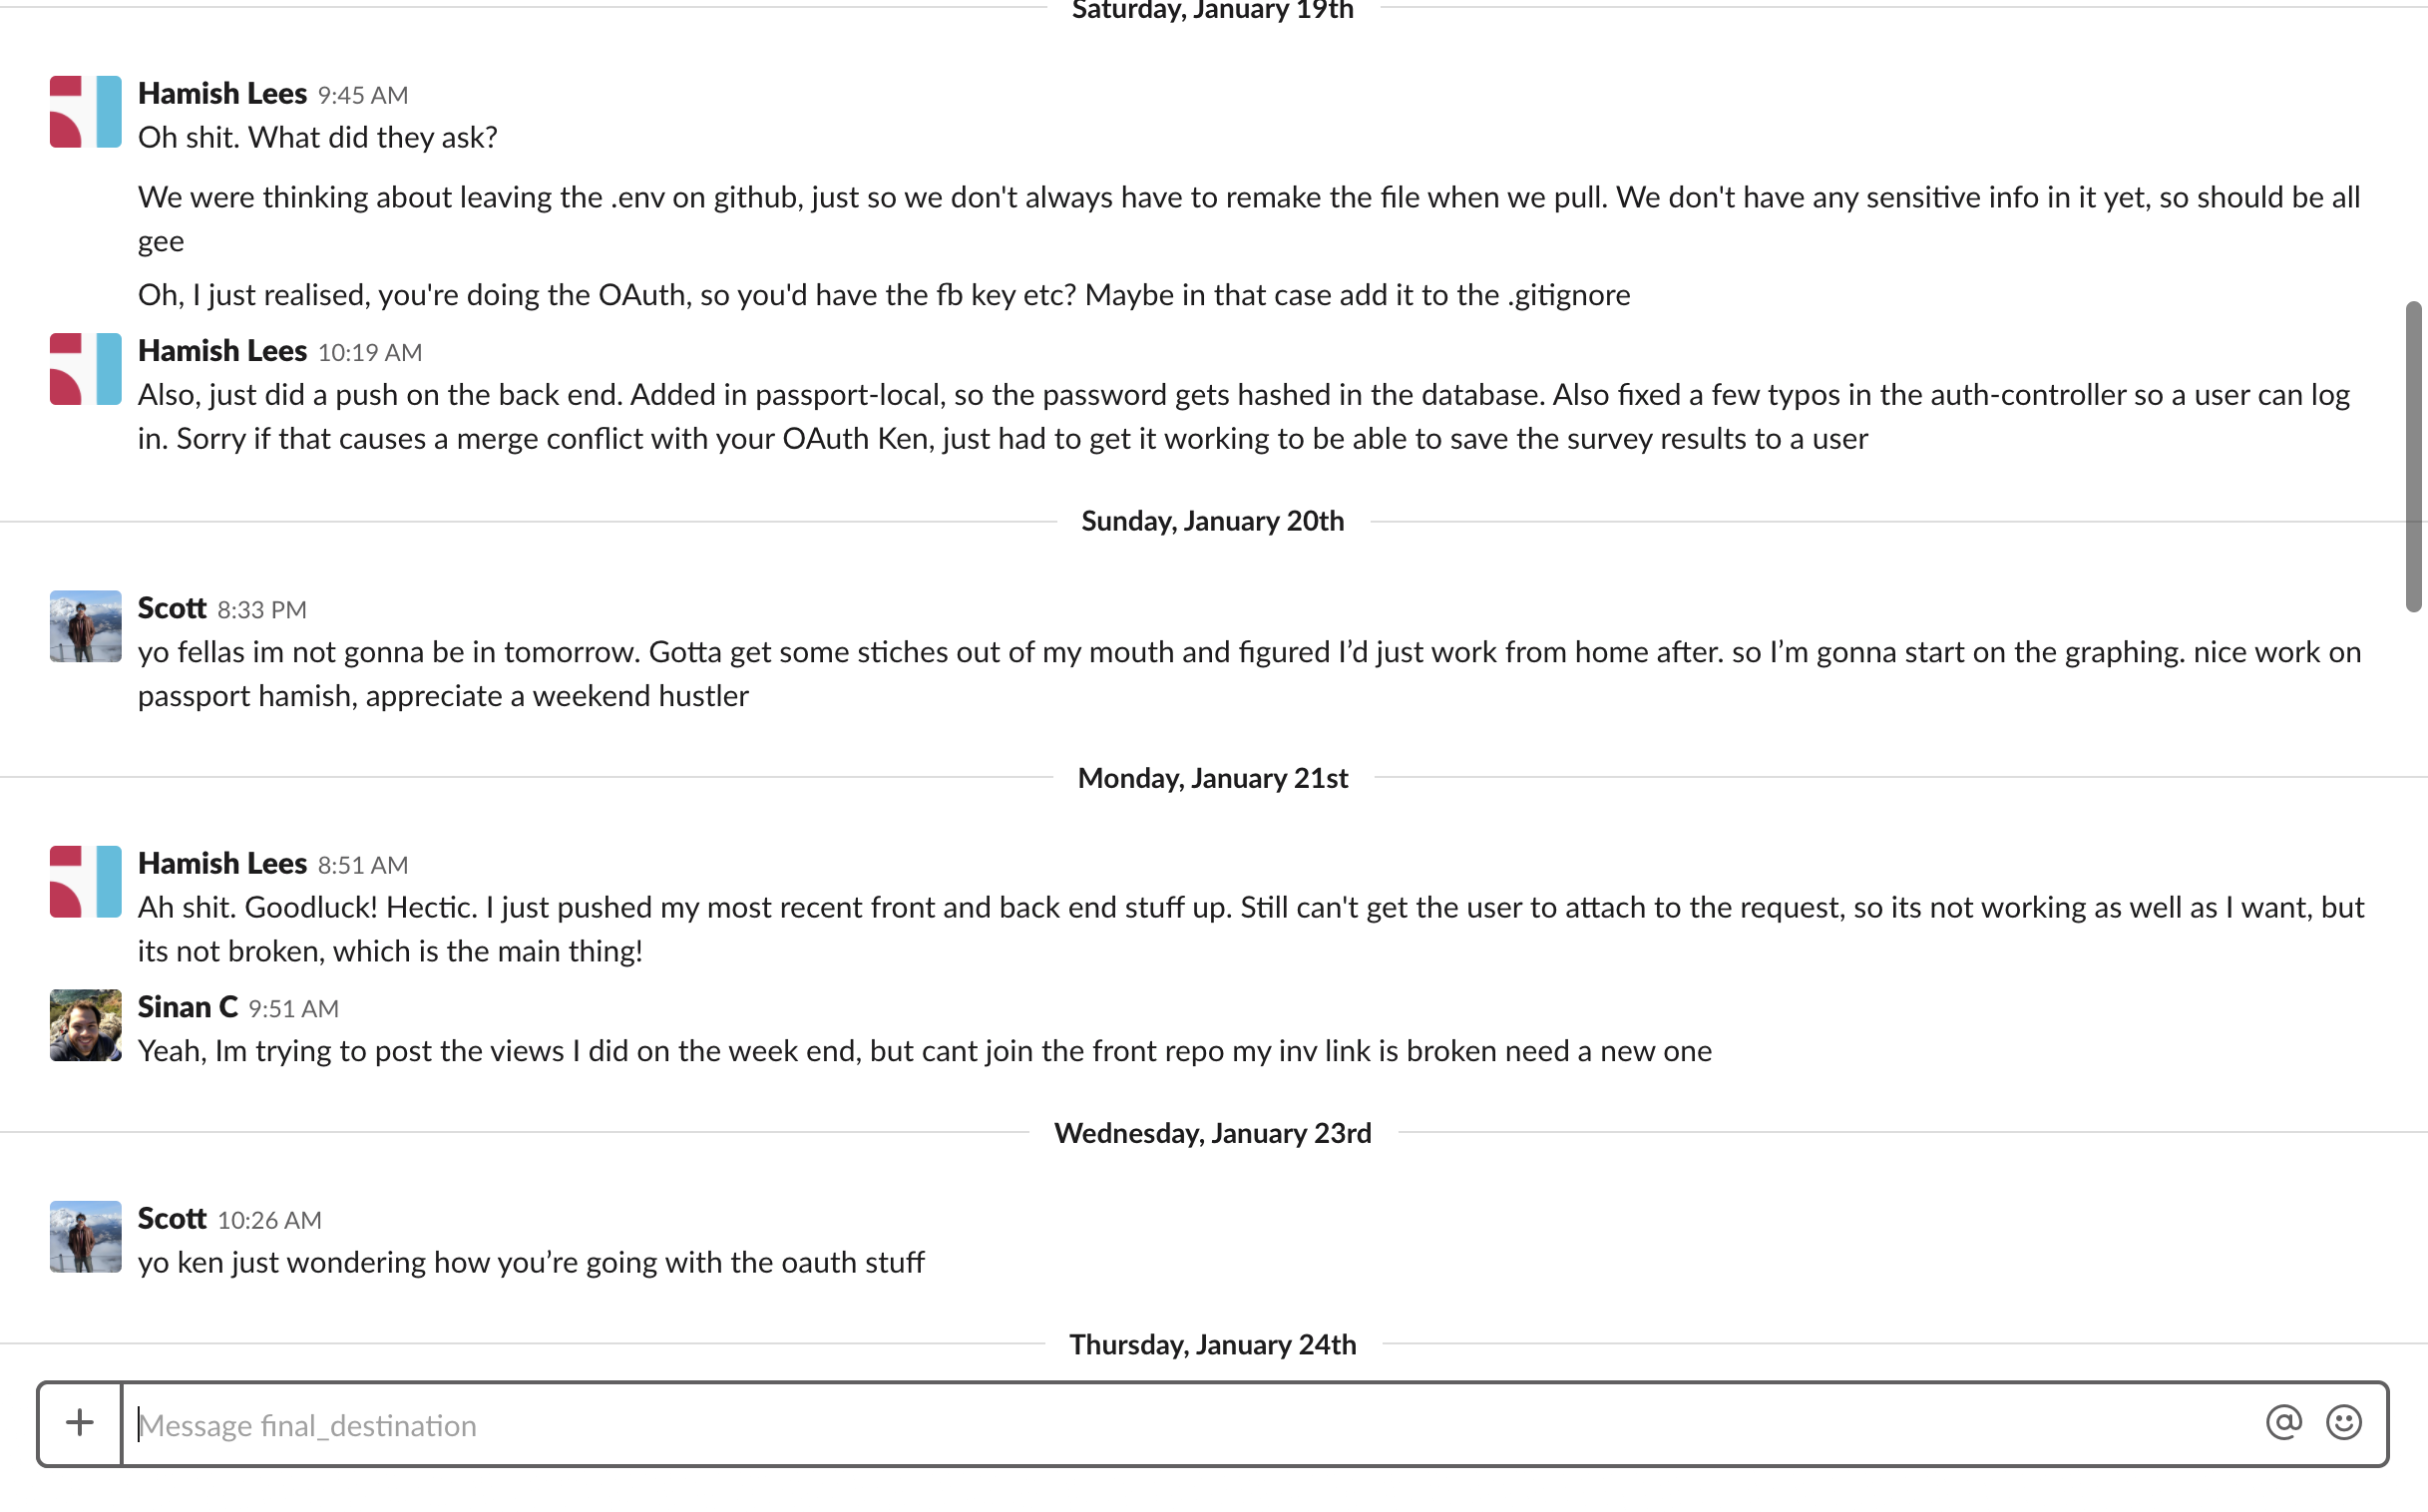 Saturday, January 19th
Hamish Lees 9:45 AM
Oh shit. What did they ask?
We were thinking about leaving the .env on github, just so we don't always have to remake the file when we pull. We don't have any sensitive info in it yet, so should be all
gee
Oh, I just realised, you're doing the OAuth, so you'd have the fb key etc? Maybe in that case add it to the .gitignore
Hamish Lees 10:19 AM
Also, just did a push on the back end. Added in passport-local, so the password gets hashed in the database. Also fixed a few typos in the auth-controller so a user can log
in. Sorry if that causes a merge conflict with your OAuth Ken, just had to get it working to be able to save the survey results to a user
Sunday, January 20th
Scott 8:33 PM
yo fellas im not gonna be in tomorrow. Gotta get some stiches out of my mouth and figured I’d just work from home after. so I’m gonna start on the graphing. nice work on
passport hamish, appreciate a weekend hustler
Monday, January 21st
Hamish Lees 8:51 AM
Ah shit. Goodluck! Hectic. I just pushed my most recent front and back end stuff up. Still can't get the user to attach to the request, so its not working as well as I want, but
its not broken, which is the main thing!
Sinan C 9:51 AM
Yeah, Im trying to post the views I did on the week end, but cant join the front repo my inv link is broken need a new one
Wednesday, January 23rd
Scott 10:26 AM
yo ken just wondering how you’re going with the oauth stuff
Thursday, January 24th
Message final_destination